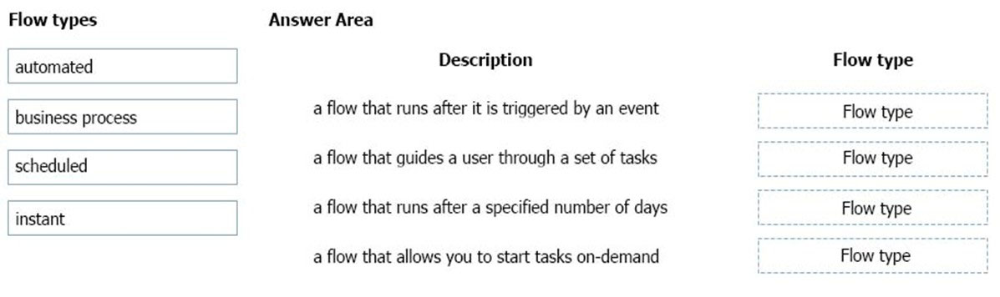 Flow types
automated
business process
scheduled
instant
Answer Area
Description
Flow type
a flow that runs after it is triggered by an event
Flow type
a flow that guides a user through a set of tasks
Flow type
a flow that runs after a specified number of days
Flow type
a flow that allows you to start tasks on-demand
Flow type